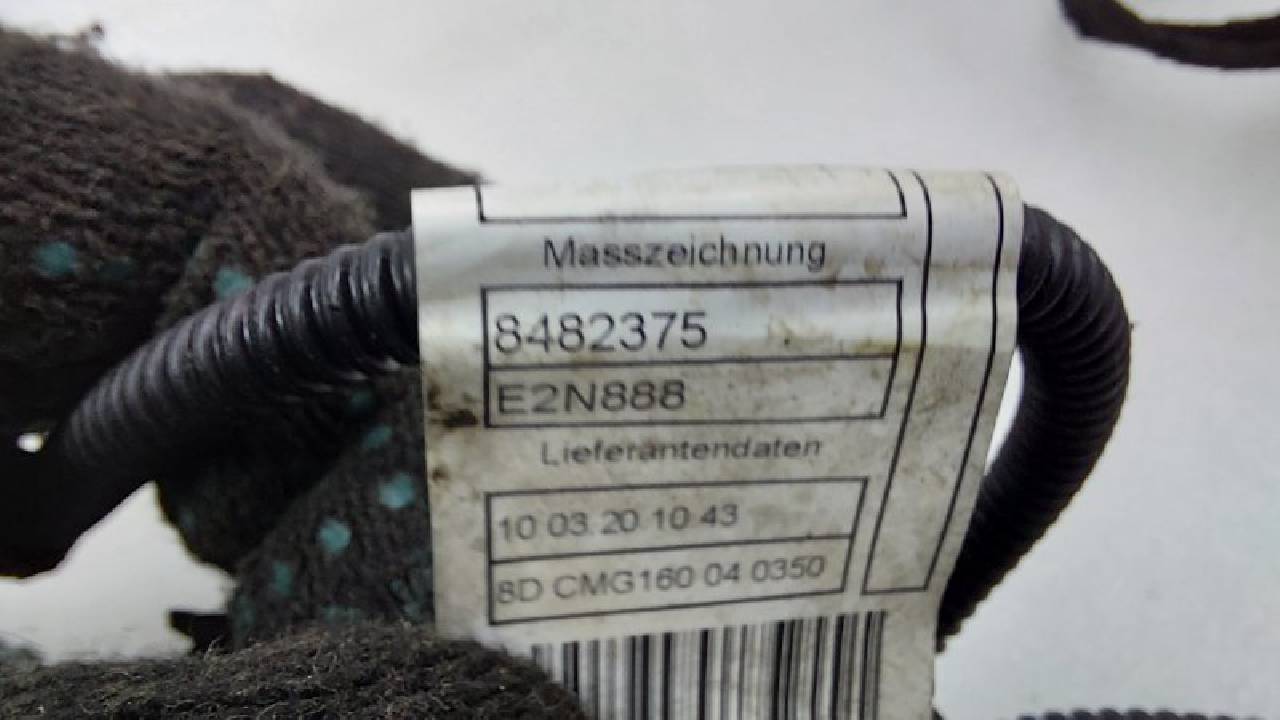 Masszeichnung
8482375
E2N888
Lieferantendaten
10 03.20 10 43
8D CMG160 04 0350